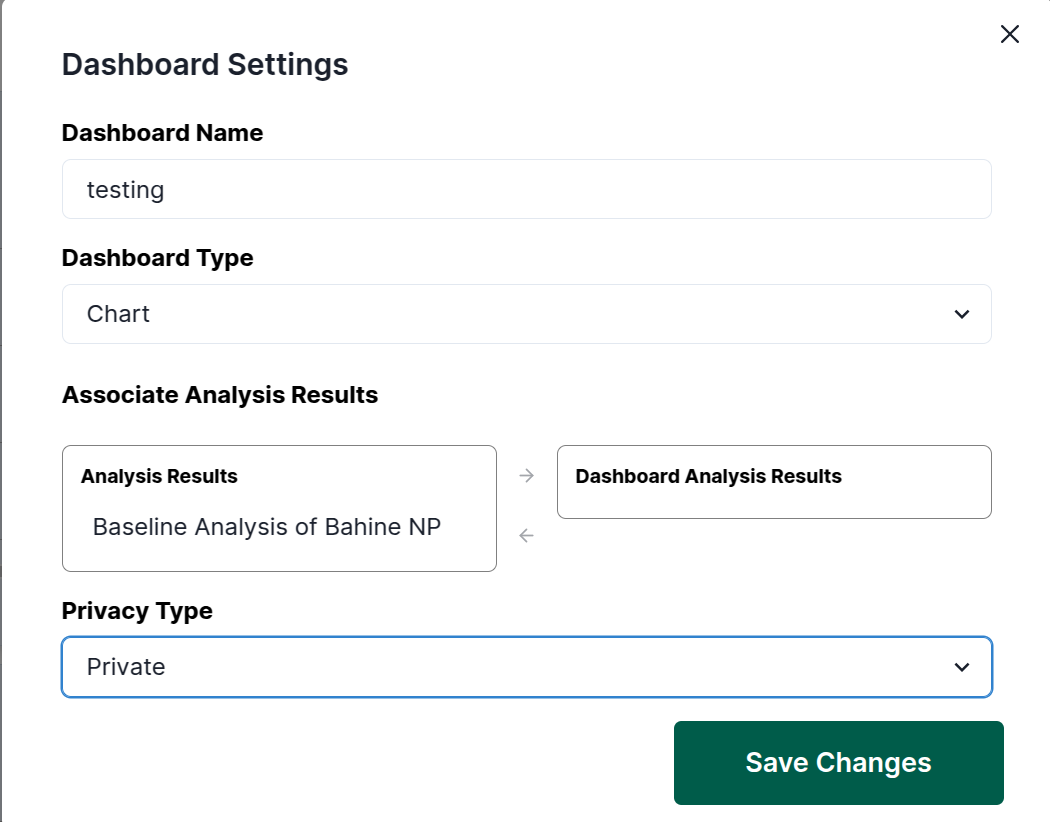 Dashboard Settings
Dashboard Name
testing
Dashboard Type
Chart
Associate Analysis Results
Analysis Results
Baseline Analysis of Bahine NP
Dashboard Analysis Results
Privacy Type
Private
Save Changes